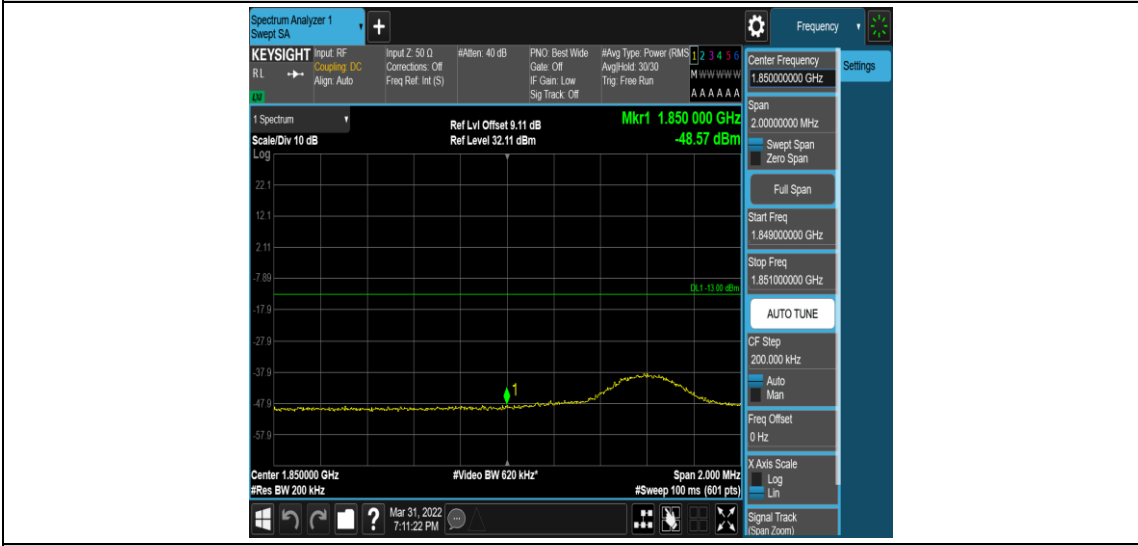 Spectrum Analyzer 1
Swept SA
+
Frequency
KEYSIGHT
RL
Input: RF
Coupling: DC
Align: Auto
Input Z: 50 Ω
Corrections: Off
Freq Ref: Int (S)
#Atten: 40 dB
PNO: Best Wide
Gate: Off
IF Gain: Low
Sig Track: Off
#Avg Type: Power (RMS
Avg|Hold: 30/30
Trig: Free Run
1 2 3 4 5 6
M W W W W W
A A A A A A
1 Spectrum
Scale/Div 10 dB
Log
Ref Lvl Offset 9.11 dB
Ref Level 32.11 dBm
Mkr1 1.850 000 GHz
-48.57 dBm
22.1
12.1
2.11
-7.89
DL1 -13.00 dBm
-17.9
-27.9
-37.9
1
-47.9
-57.9
Center 1.850000 GHz
#Video BW 620 kHz*
Span 2.000 MHz
#Res BW 200 kHz
#Sweep 100 ms (601 pts)
?
Mar 31, 2022
7:11:22 PM
Center Frequency
1.850000000 GHz
Settings
Span
2.00000000 MHz
Swept Span
Zero Span
Full Span
Start Freq
1.849000000 GHz
Stop Freq
1.851000000 GHz
AUTO TUNE
CF Step
200.000 kHz
Auto
Man
Freq Offset
0 Hz
X Axis Scale
Log
Lin
Signal Track
(Span Zoom)